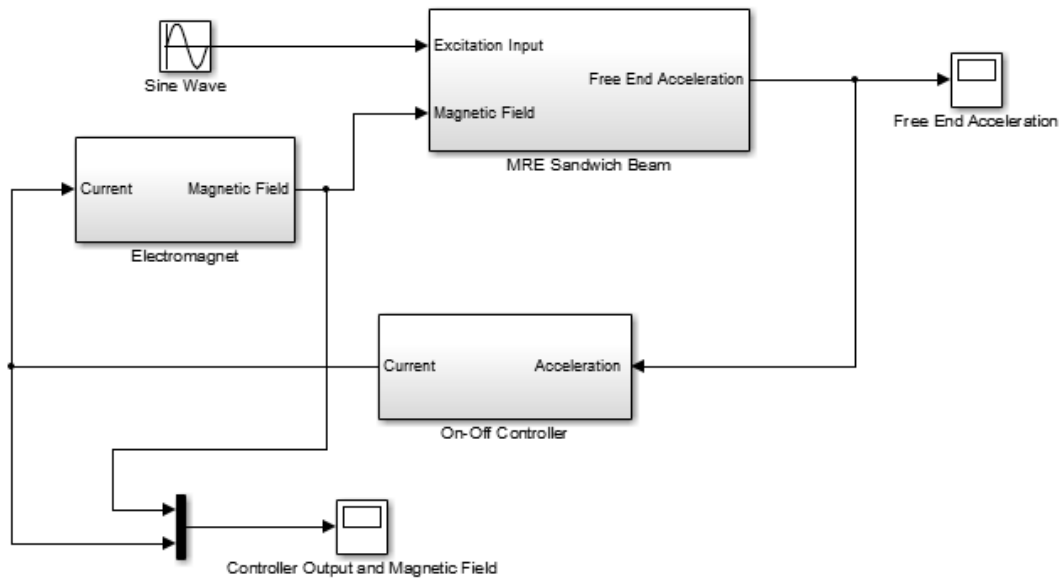 Excitation Input
Sine Wave
Free End Acceleration
Magnetic Field
Free End Acceleration
MRE Sandwich Beam
Current
Magnetic Field
Electromagnet
Current
Acceleration
On-Off Controller
Controller Output and Magnetic Field